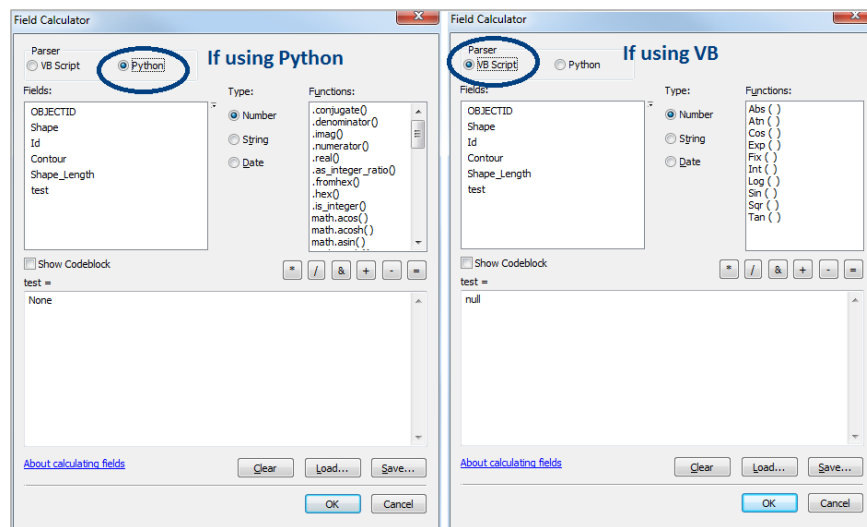 Field Calculator
Parser
VB Script
Python
If using Python
Fields:
OBJECTID
Shape
Id
Contour
Shape_Length
test
Type:
Number
String
Date
Functions:
.conjugate()
.denominator()
.imag()
.numerator()
.real()
.as_integer_ratio()
.fromhex()
.hex()
.is_integer()
math.acos( )
math.acosh( )
math.asin( )
Show Codeblock
* / & + - =
test =
None
About calculating fields
Clear
Load...
Save...
OK
Cancel
Field Calculator
Parser
VB Script
Python
If using VB
Fields:
OBJECTID
Shape
Id
Contour
Shape_Length
test
Type:
Number
String
Date
Functions:
Abs ( )
Atn ( )
Cos ( )
Exp ( )
Fix ( )
Int ( )
Log ( )
Sin ( )
Sqr ( )
Tan ( )
Show Codeblock
* / & + - =
test =
null
About calculating fields
Clear
Load...
Save...
OK
Cancel